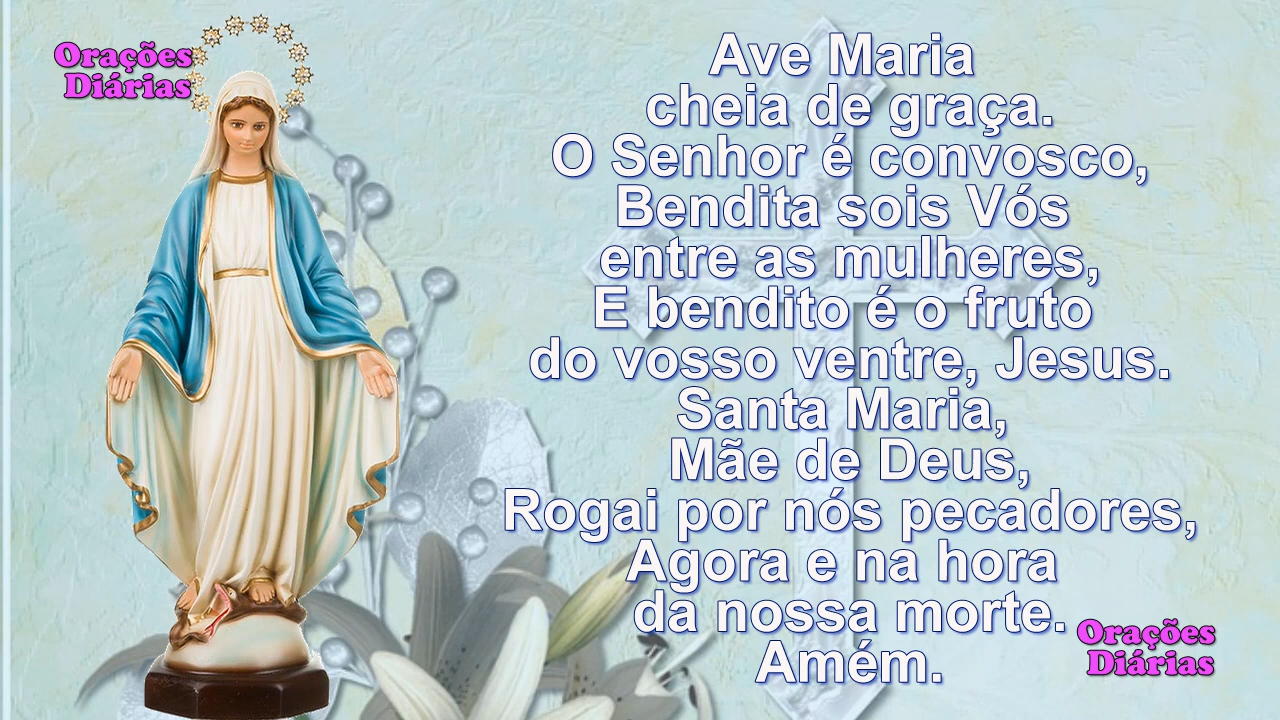 Orações
Diárias
Ave Maria
cheia de graça.
O Senhor é convosco,
Bendita sois Vós
entre as mulheres,
E bendito é o fruto
do vosso ventre, Jesus.
Santa Maria,
Mãe de Deus,
Rogai por nós pecadores,
Agora e na hora
da nossa morte.
Amém.
Orações
Diárias